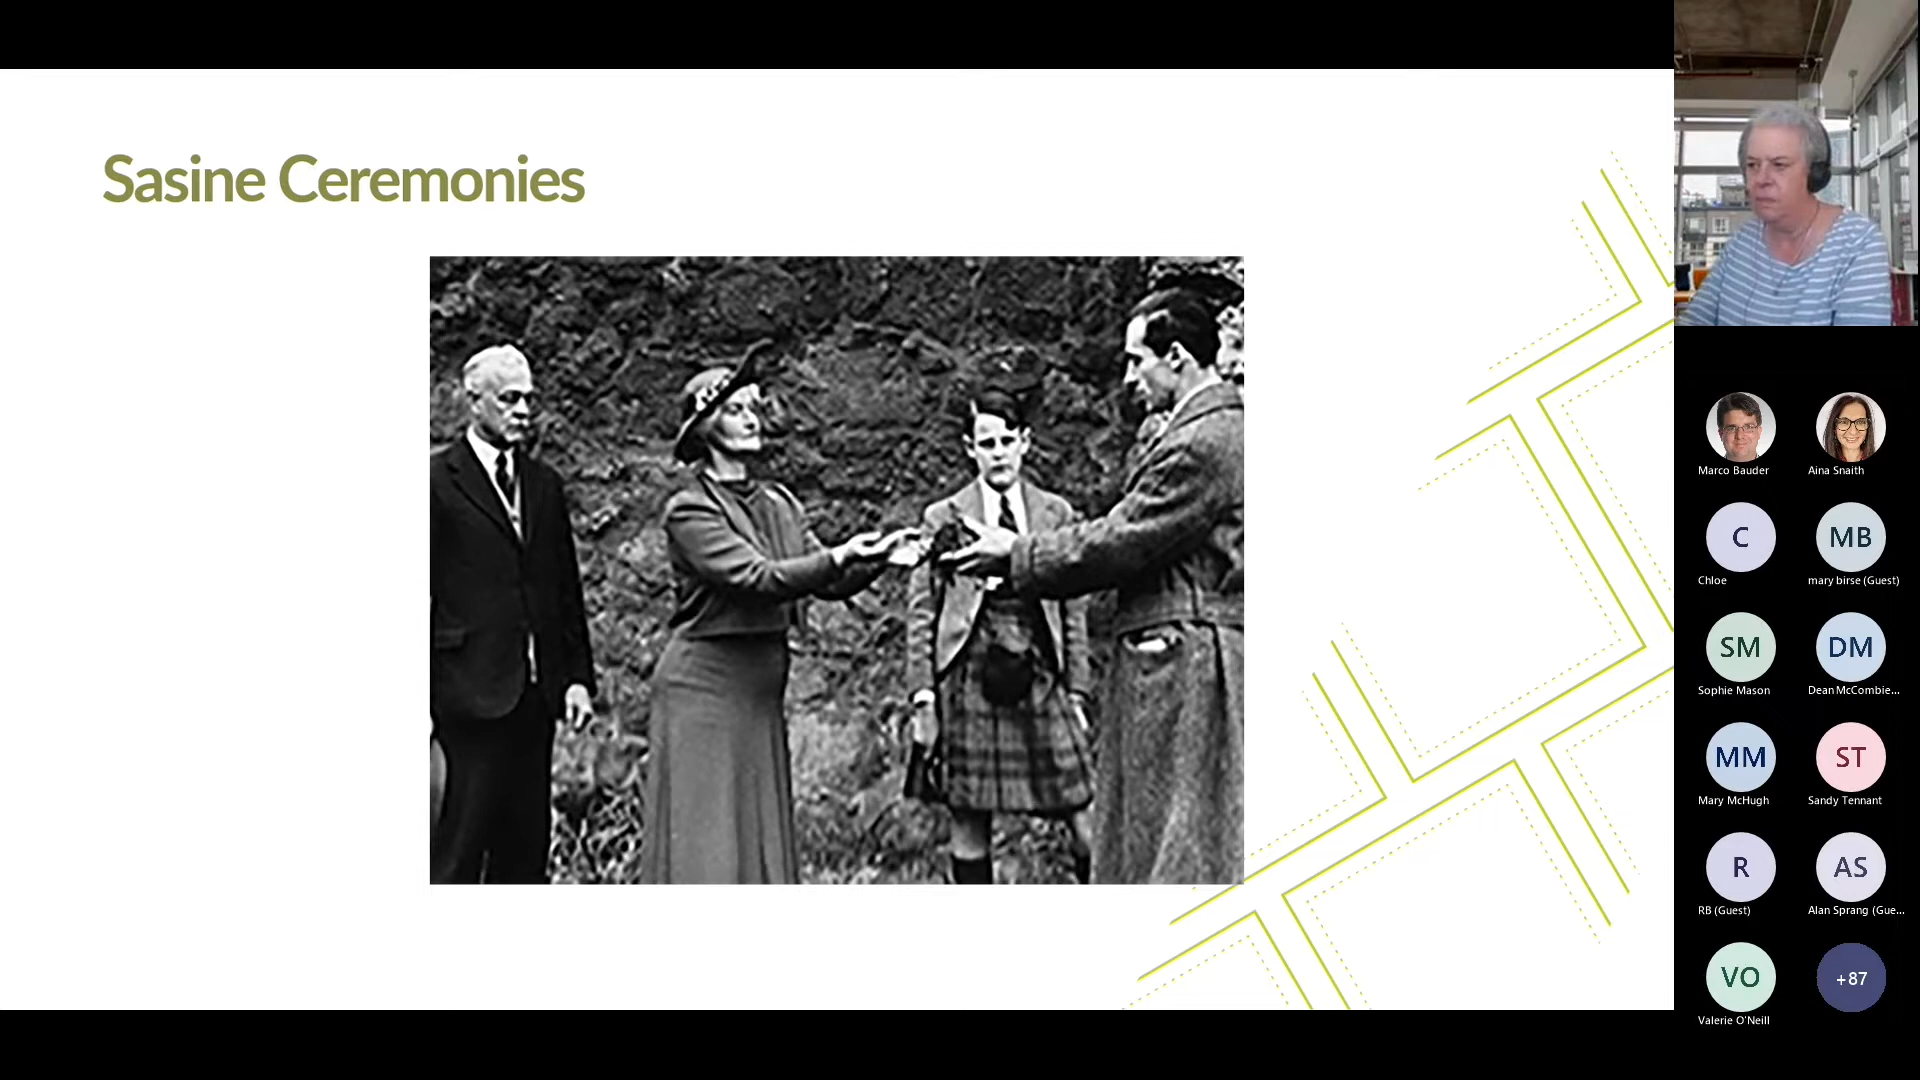 Sasine Ceremonies
Marco Bauder
Aina Snaith
C
Chloe
MB
mary birse (Guest)
SM
Sophie Mason
DM
Dean McCombie...
MM
Mary McHugh
ST
Sandy Tennant
R
RB (Guest)
AS
Alan Sprang (Gue...
VO
Valerie O'Neill
+87